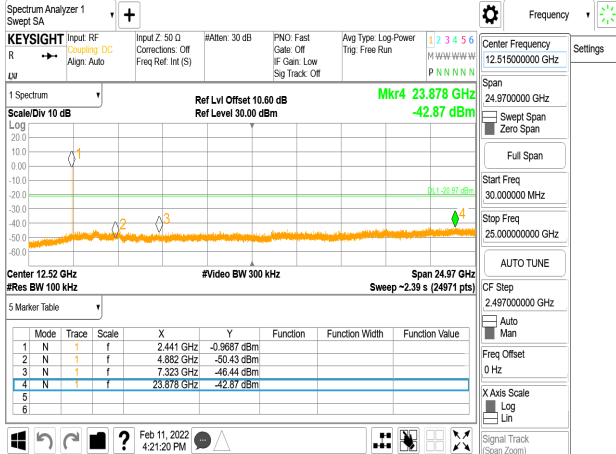 Spectrum Analyzer 1
Swept SA
Frequency
KEYSIGHT
R
Input: RF
Coupling: DC
Align: Auto
Input Z: 50 Ω
Corrections: Off
Freq Ref: Int (S)
#Atten: 30 dB
PNO: Fast
Gate: Off
IF Gain: Low
Sig Track: Off
Avg Type: Log-Power
Trig: Free Run
1 2 3 4 5 6
M W W W W W
P N N N N N
1 Spectrum
Scale/Div 10 dB
Ref Lvl Offset 10.60 dB
Ref Level 30.00 dBm
Mkr4 23.878 GHz
-42.87 dBm
Log
20.0
10.0
0.00
-10.0
-20.0
-30.0
-40.0
-50.0
-60.0
1
2
3
4
DL1 -20.97 dBm
Center 12.52 GHz
#Res BW 100 kHz
#Video BW 300 kHz
Span 24.97 GHz
Sweep ~2.39 s (24971 pts)
5 Marker Table
Mode Trace Scale X Y Function Function Width Function Value
1 N 1 f 2.441 GHz -0.9687 dBm
2 N 1 f 4.882 GHz -50.43 dBm
3 N 1 f 7.323 GHz -46.44 dBm
4 N 1 f 23.878 GHz -42.87 dBm
5
6
Feb 11, 2022
4:21:20 PM
Center Frequency
12.515000000 GHz
Settings
Span
24.9700000 GHz
Swept Span
Zero Span
Full Span
Start Freq
30.000000 MHz
Stop Freq
25.000000000 GHz
AUTO TUNE
CF Step
2.497000000 GHz
Auto
Man
Freq Offset
0 Hz
X Axis Scale
Log
Lin
Signal Track
(Span Zoom)